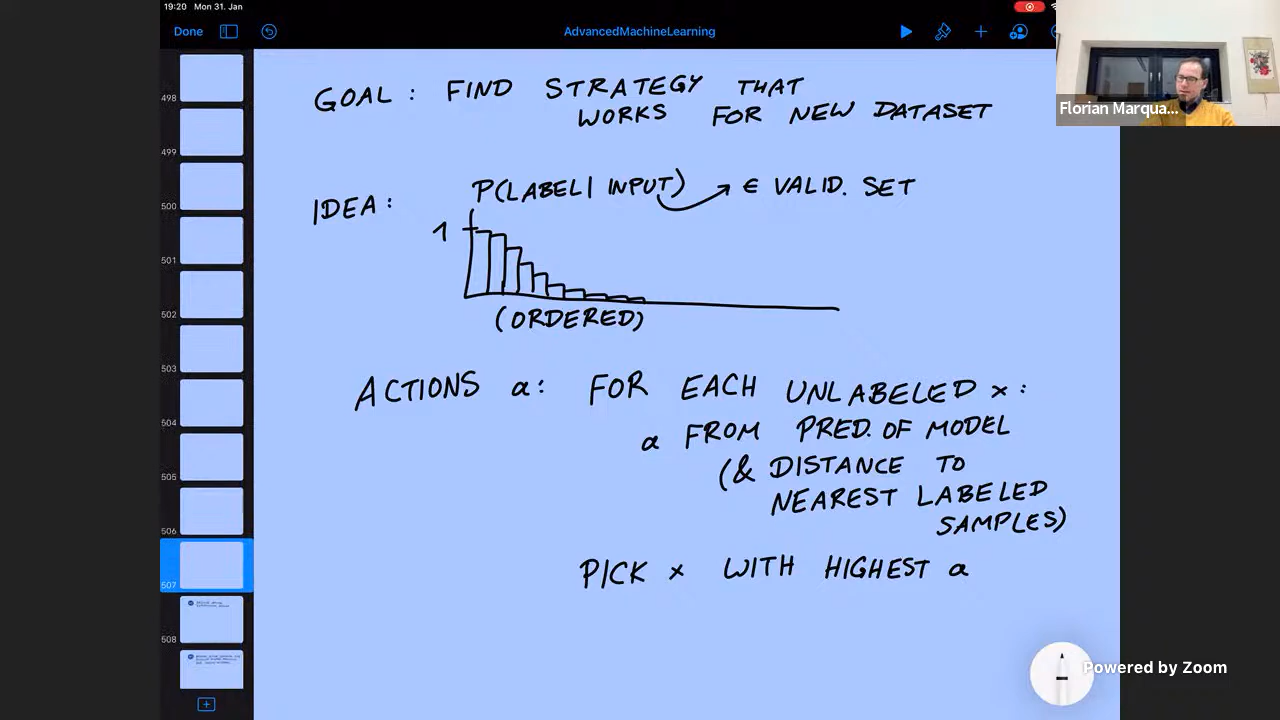 19:20 Mon 31. Jan
Done
AdvancedMachineLearning
Florian Marqua...
498
499
500
501
502
503
504
505
506
507
508
GOAL: FIND STRATEGY THAT
WORKS FOR NEW DATASET
IDEA: P(LABEL | INPUT) → ∈ VALID. SET
1
(ORDERED)
ACTIONS a: FOR EACH UNLABELED x:
a FROM PRED. OF MODEL
(& DISTANCE TO
NEAREST LABELED
SAMPLES)
PICK x WITH HIGHEST a
Powered by Zoom